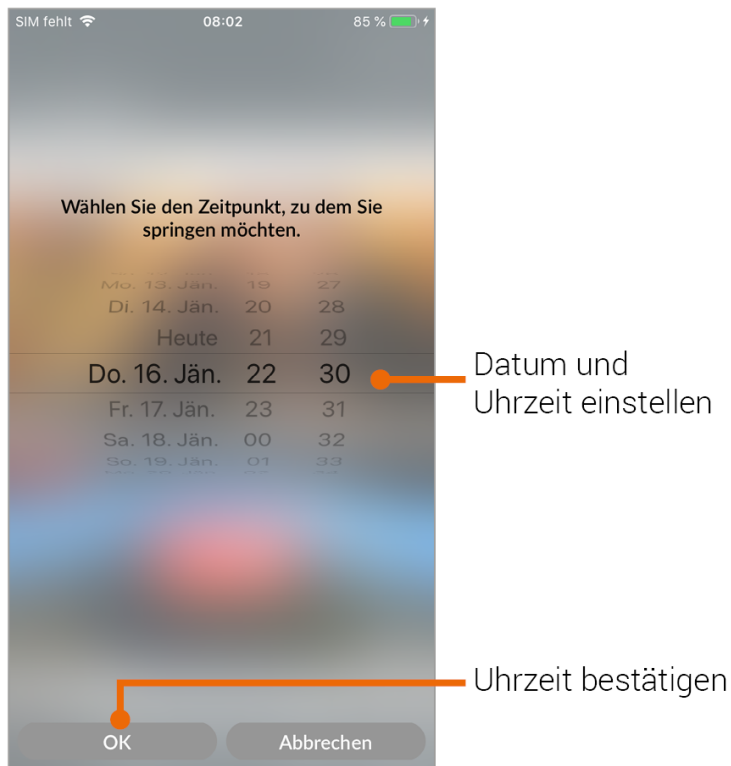 SIM fehlt 08:02 85 %
Wählen Sie den Zeitpunkt, zu dem Sie
springen möchten.
Mo. 13. Jän. 19 27
Di. 14. Jän. 20 28
Heute 21 29
Do. 16. Jän. 22 30
Fr. 17. Jän. 23 31
Sa. 18. Jän. 00 32
So. 19. Jän. 01 33
Datum und
Uhrzeit einstellen
Uhrzeit bestätigen
OK Abbrechen